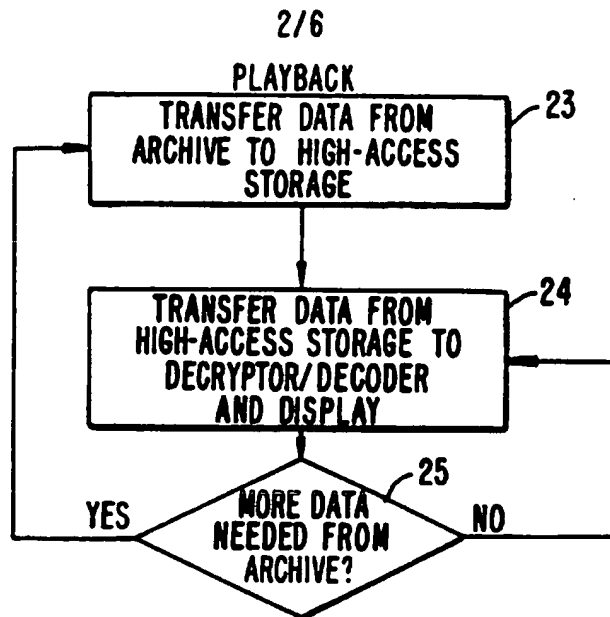 2/6
PLAYBACK
23
TRANSFER DATA FROM
ARCHIVE TO HIGH-ACCESS
STORAGE
24
TRANSFER DATA FROM
HIGH-ACCESS STORAGE TO
DECRYPTOR/DECODER
AND DISPLAY
25
YES
MORE DATA
NEEDED FROM
ARCHIVE?
NO